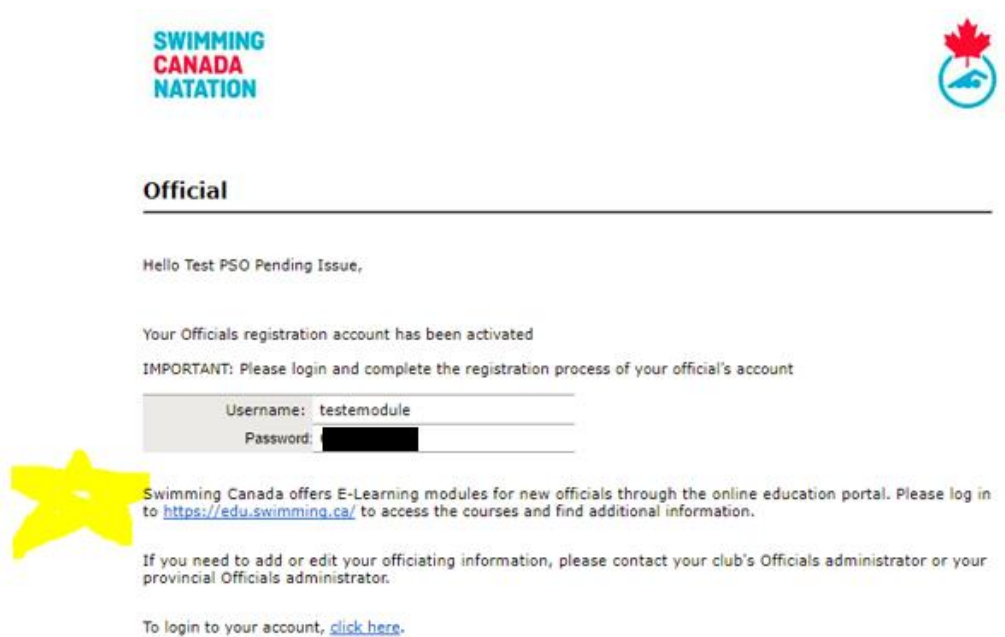 SWIMMING
CANADA
NATATION
Official
Hello Test PSO Pending Issue,
Your Officials registration account has been activated
IMPORTANT: Please login and complete the registration process of your official's account
Username: testemodule
Password:
Swimming Canada offers E-Learning modules for new officials through the online education portal. Please log in
to https://edu.swimming.ca/ to access the courses and find additional information.
If you need to add or edit your officiating information, please contact your club's Officials administrator or your
provincial Officials administrator.
To login to your account, click here.